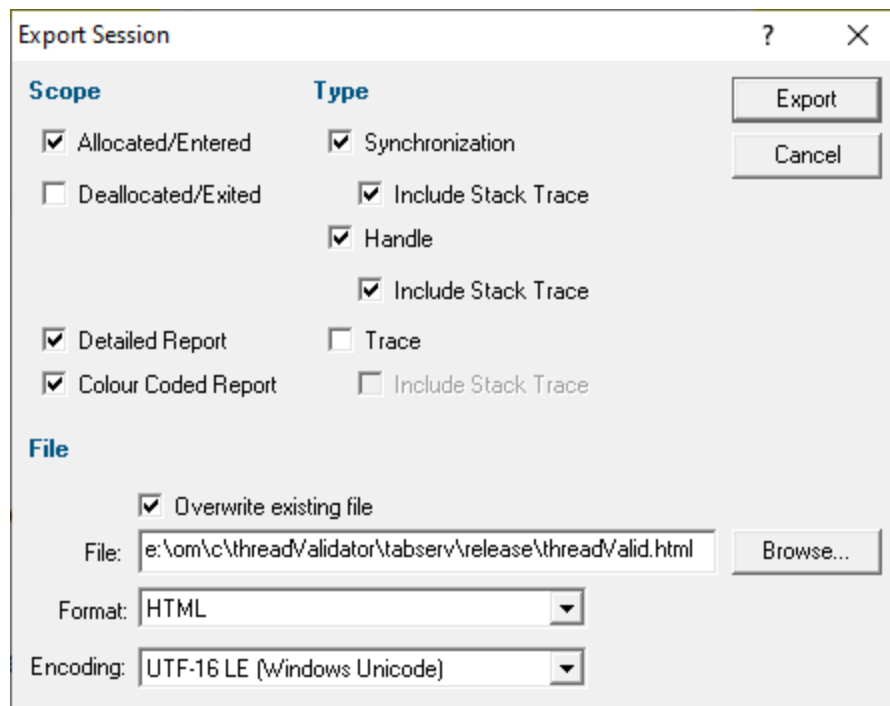 Export Session ?
Scope Type Export
Allocated/Entered Synchronization Cancel
Deallocated/Exited Include Stack Trace
Handle
Include Stack Trace
Detailed Report Trace
Colour Coded Report Include Stack Trace
File
Overwrite existing file
File: e:\om\c\threadValidator\tabserv\release\threadValid.html Browse...
Format: HTML
Encoding: UTF-16 LE (Windows Unicode)